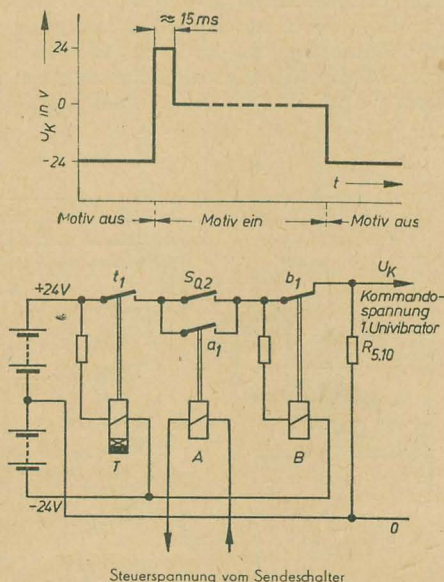 ≈ 15 ms
24
0
-24
U_K in V
t
Motiv aus
Motiv ein
Motiv aus
+24V
t₁
S₀,₂
a₁
b₁
U_K
Kommando-
spannung
1. Univibrator
R₅,₁₀
T
A
B
-24V
0
Steuerspannung vom Sendeschalter